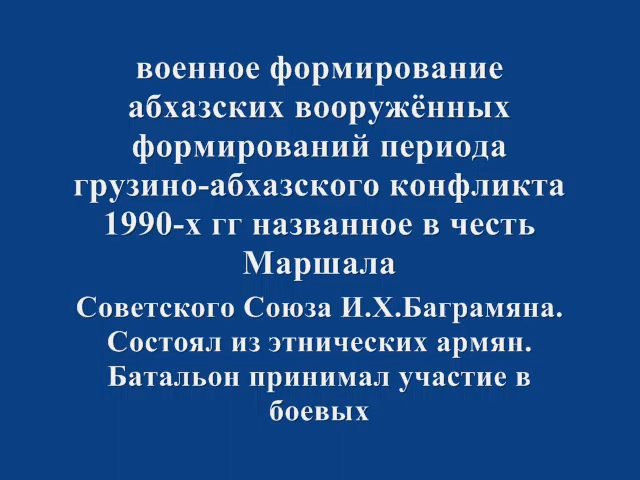 военное формирование
абхазских вооружённых
формирований периода
грузино-абхазского конфликта
1990-х гг названное в честь
Маршала
Советского Союза И.Х.Баграмяна.
Состоял из этнических армян.
Батальон принимал участие в
боевых